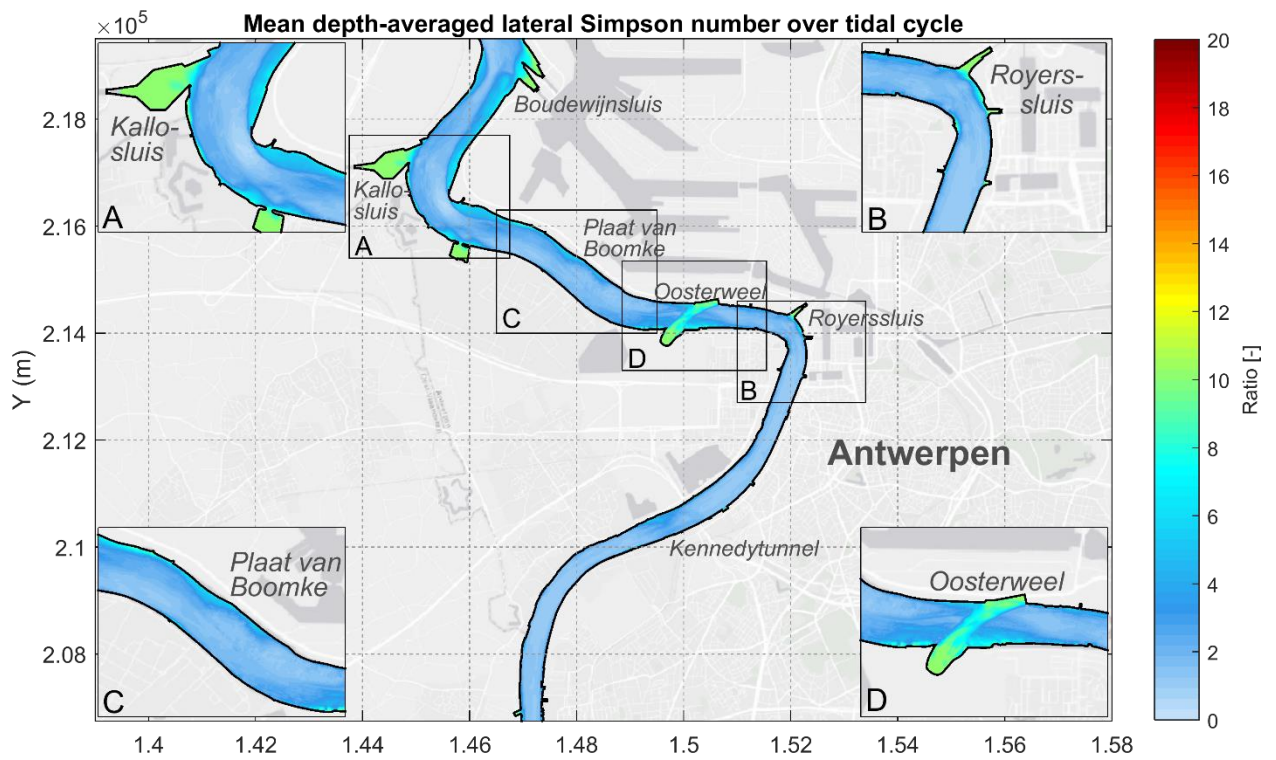 Mean depth-averaged lateral Simpson number over tidal cycle
×10⁵
20
18
16
14
12
10
8
6
4
2
0
Ratio [-]
Y (m)
2.18
2.16
2.14
2.12
2.1
2.08
1.4
1.42
1.44
1.46
1.48
1.5
1.52
1.54
1.56
1.58
Kallo-
sluis
A
Boudewijnsluis
Kallo-
sluis
A
Plaat van
Boomke
C
Oosterweel
D
Royerssluis
B
Royers-
sluis
B
Antwerpen
Kennedytunnel
Plaat van
Boomke
C
Oosterweel
D